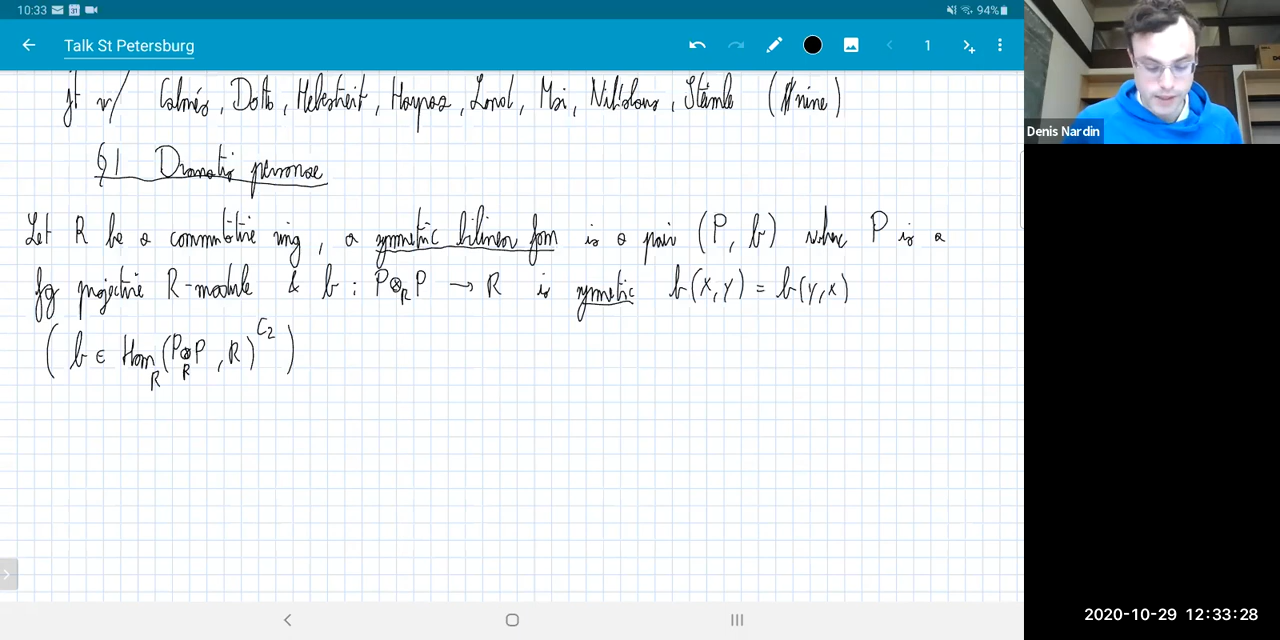 10:33 31 94%
Talk St Petersburg 1
jt w/ Calmès, Dotto, Hebestreit, Harpaz, Land, Moi, Nikolaus, Steimle (nine)
§1 Dramatis personae
Let R be a commutative ring, a symmetric bilinear form is a pair (P, b) where P is a
fg projective R-module & b : P⊗_R P → R is symmetric b(x,y) = b(y,x)
( b ∈ Hom_R (P⊗_R P, R)^{C_2} )
Denis Nardin
2020-10-29 12:33:28